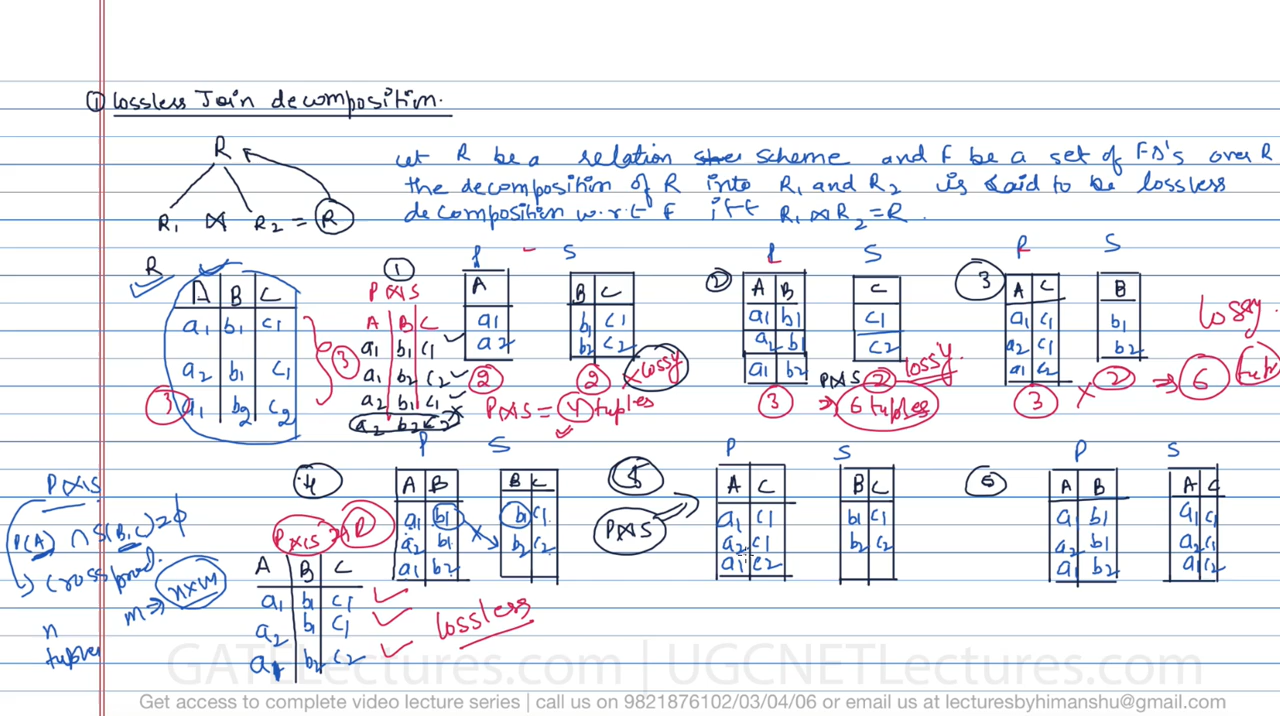 ① Lossless Join decomposition.
R
R₁ ⋈ R₂ = R
Let R be a relation scheme and F be a set of FD's over R
the decomposition of R into R₁ and R₂ is said to be lossless
decomposition w.r.t F iff R₁ ⋈ R₂ = R.
R
A B C
a₁ b₁ c₁
a₂ b₁ c₁
a₁ b₂ c₂
3
3
①
P ⋈ S
A B C
a₁ b₁ c₁
a₁ b₂ c₂
a₂ b₁ c₁
a₂ b₂ c₂
P S
A
a₁
a2
②
B C
b₁ c₁
b₂ c₂
②
× lossy
P⋈S = 4 tuples
②
P S
A B
a₁ b₁
a₂ b₁
a₁ b₂
③
C
c₁
c₂
②
lossy
P⋈S
⇒ 6 tuples
③
R S
A C
a₁ c₁
a₂ c₁
a₁ c₂
③
B
b₁
b₂
× ② ⇒ 6
lossy
P⋈S
P(A) ∩ S(B,C) = ϕ
↳ cross prod.
m ⇒ n×m
n
tuples
4
P S
A B
a₁ b₁
a₂ b₁
a₁ b₂
B C
b₁ c₁
b₂ c₂
P⋈S R
A B C
a₁ b₁ c₁
a₂ b₁ c₁
b₂ c₂
lossless
5
P⋈S
P S
A C
a₁ c₁
a₂ c₁
a₁ c₂
B C
b₁ c₁
b₂ c₂
6
P S
A B
a₁ b₁
a₂ b₁
a₁ b₂
A C
a₁ c₁
a₂ c₁
a₁ c₂
GATELectures.com | UGCNETLectures.com
Get access to complete video lecture series | call us on 9821876102/03/04/06 or email us at lecturesbyhimanshu@gmail.com